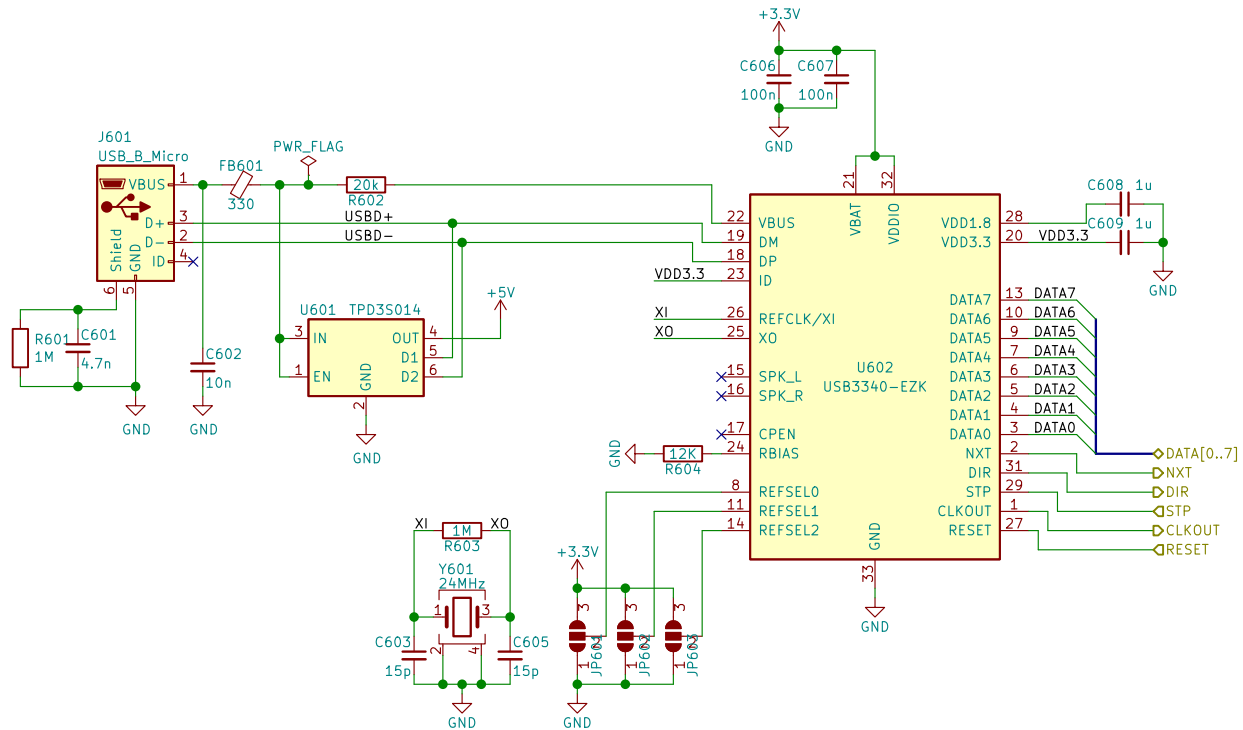 +3.3V
C606
C607
100n
100n
GND
J601
USB_B_Micro
VBUS
1
D+
3
D-
2
ID
4
Shield
GND
6
5
FB601
330
PWR_FLAG
20k
R602
USBD+
USBD-
R601
1M
C601
4.7n
GND
C602
10n
GND
U601 TPD3S014
3
IN
1
EN
OUT
4
D1
5
D2
6
GND
2
GND
+5V
21
32
VBAT
VDDIO
22
VBUS
19
DM
18
DP
VDD3.3
23
ID
XI
26
REFCLK/XI
XO
25
XO
15
SPK_L
16
SPK_R
17
CPEN
24
RBIAS
GND
12K
R604
8
REFSEL0
11
REFSEL1
14
REFSEL2
U602
USB3340-EZK
GND
33
GND
VDD1.8
28
VDD3.3
20
VDD3.3
C608 1u
C609 1u
GND
DATA7
13
DATA7
DATA6
10
DATA6
DATA5
9
DATA5
DATA4
7
DATA4
DATA3
6
DATA3
DATA2
5
DATA2
DATA1
4
DATA1
DATA0
3
DATA0
NXT
2
DIR
31
STP
29
CLKOUT
1
RESET
27
DATA[0..7]
NXT
DIR
STP
CLKOUT
RESET
XI
1M
XO
R603
Y601
24MHz
1
3
2
4
C603
15p
C605
15p
GND
+3.3V
3
3
3
JP601
JP602
JP603
1
1
1
GND